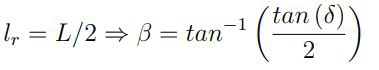 l_r = L/2 ⇒ β = tan⁻¹ (tan (δ) / 2)